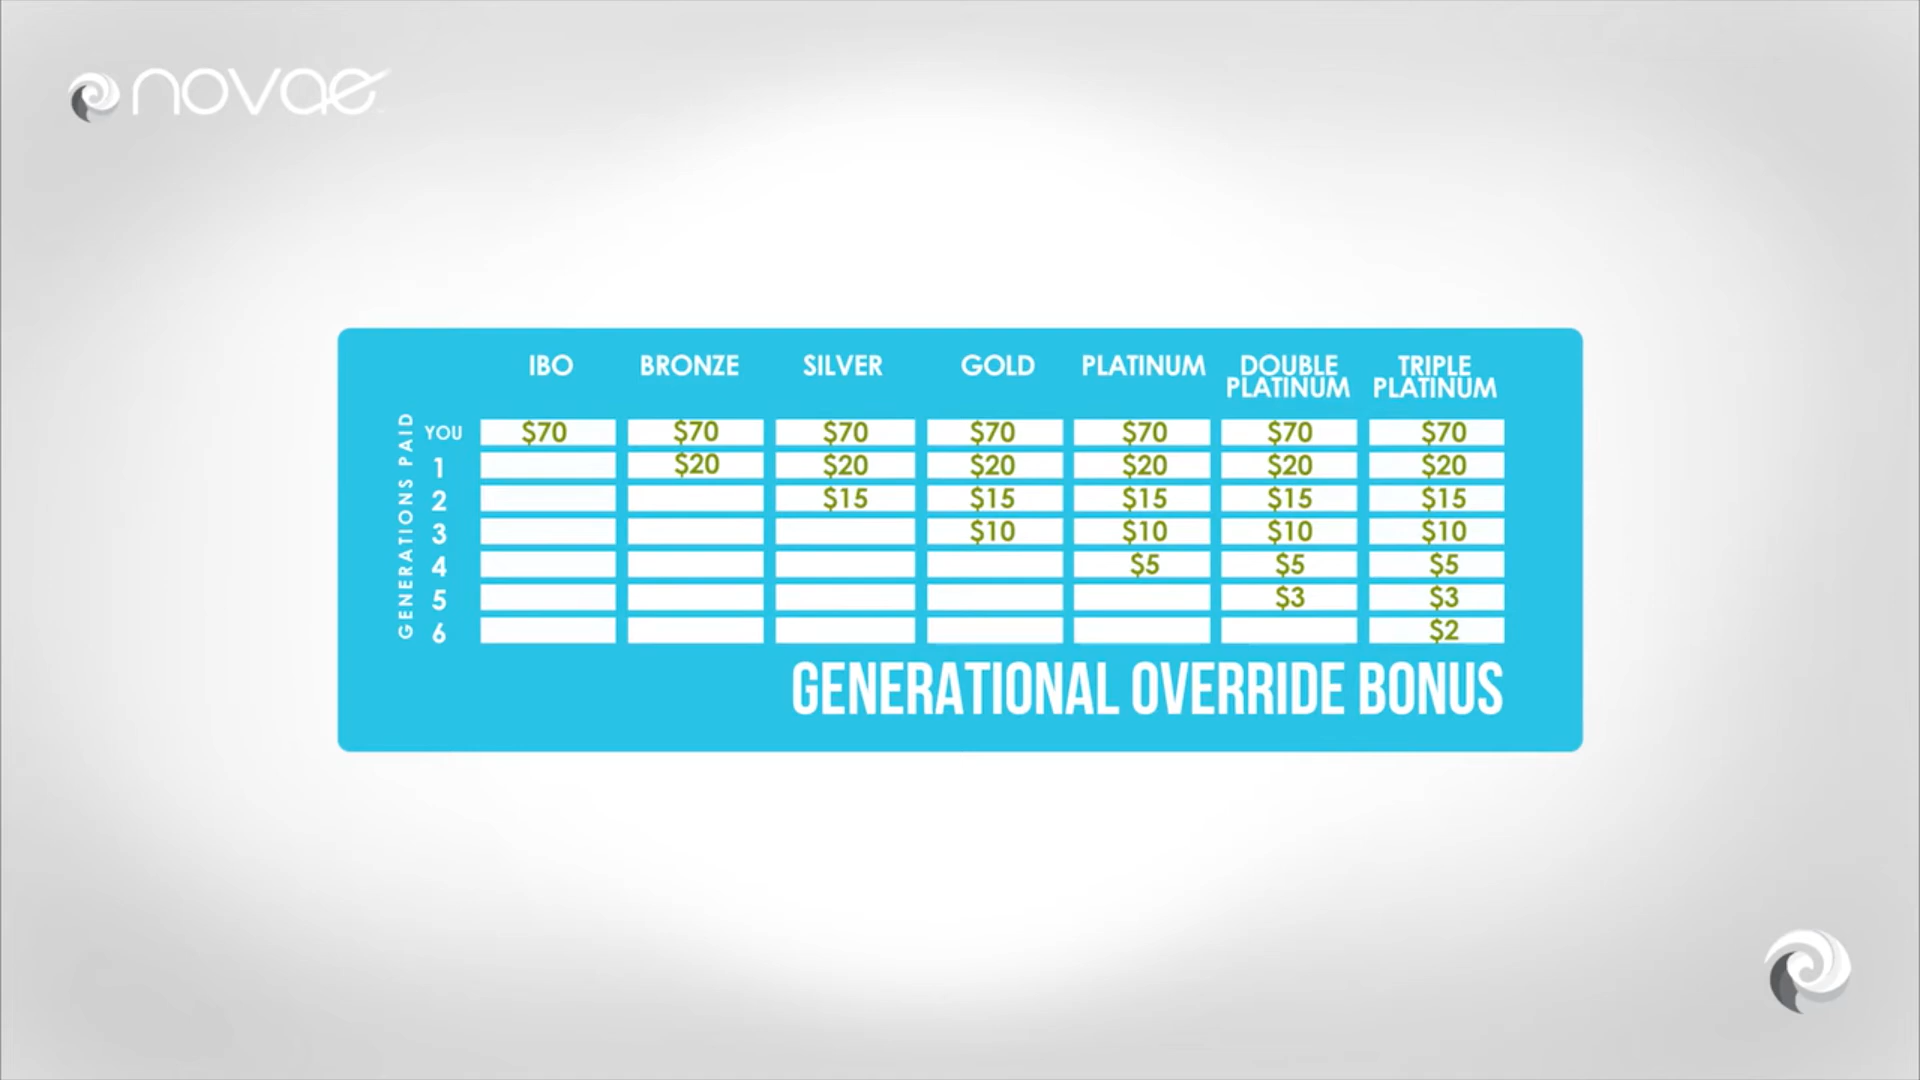 novae
IBO BRONZE SILVER GOLD PLATINUM DOUBLE PLATINUM TRIPLE PLATINUM
GENERATIONS PAID
YOU $70 $70 $70 $70 $70 $70 $70
1 $20 $20 $20 $20 $20 $20
2 $15 $15 $15 $15 $15
3 $10 $10 $10 $10
4 $5 $5 $5
5 $3 $3
6 $2
GENERATIONAL OVERRIDE BONUS